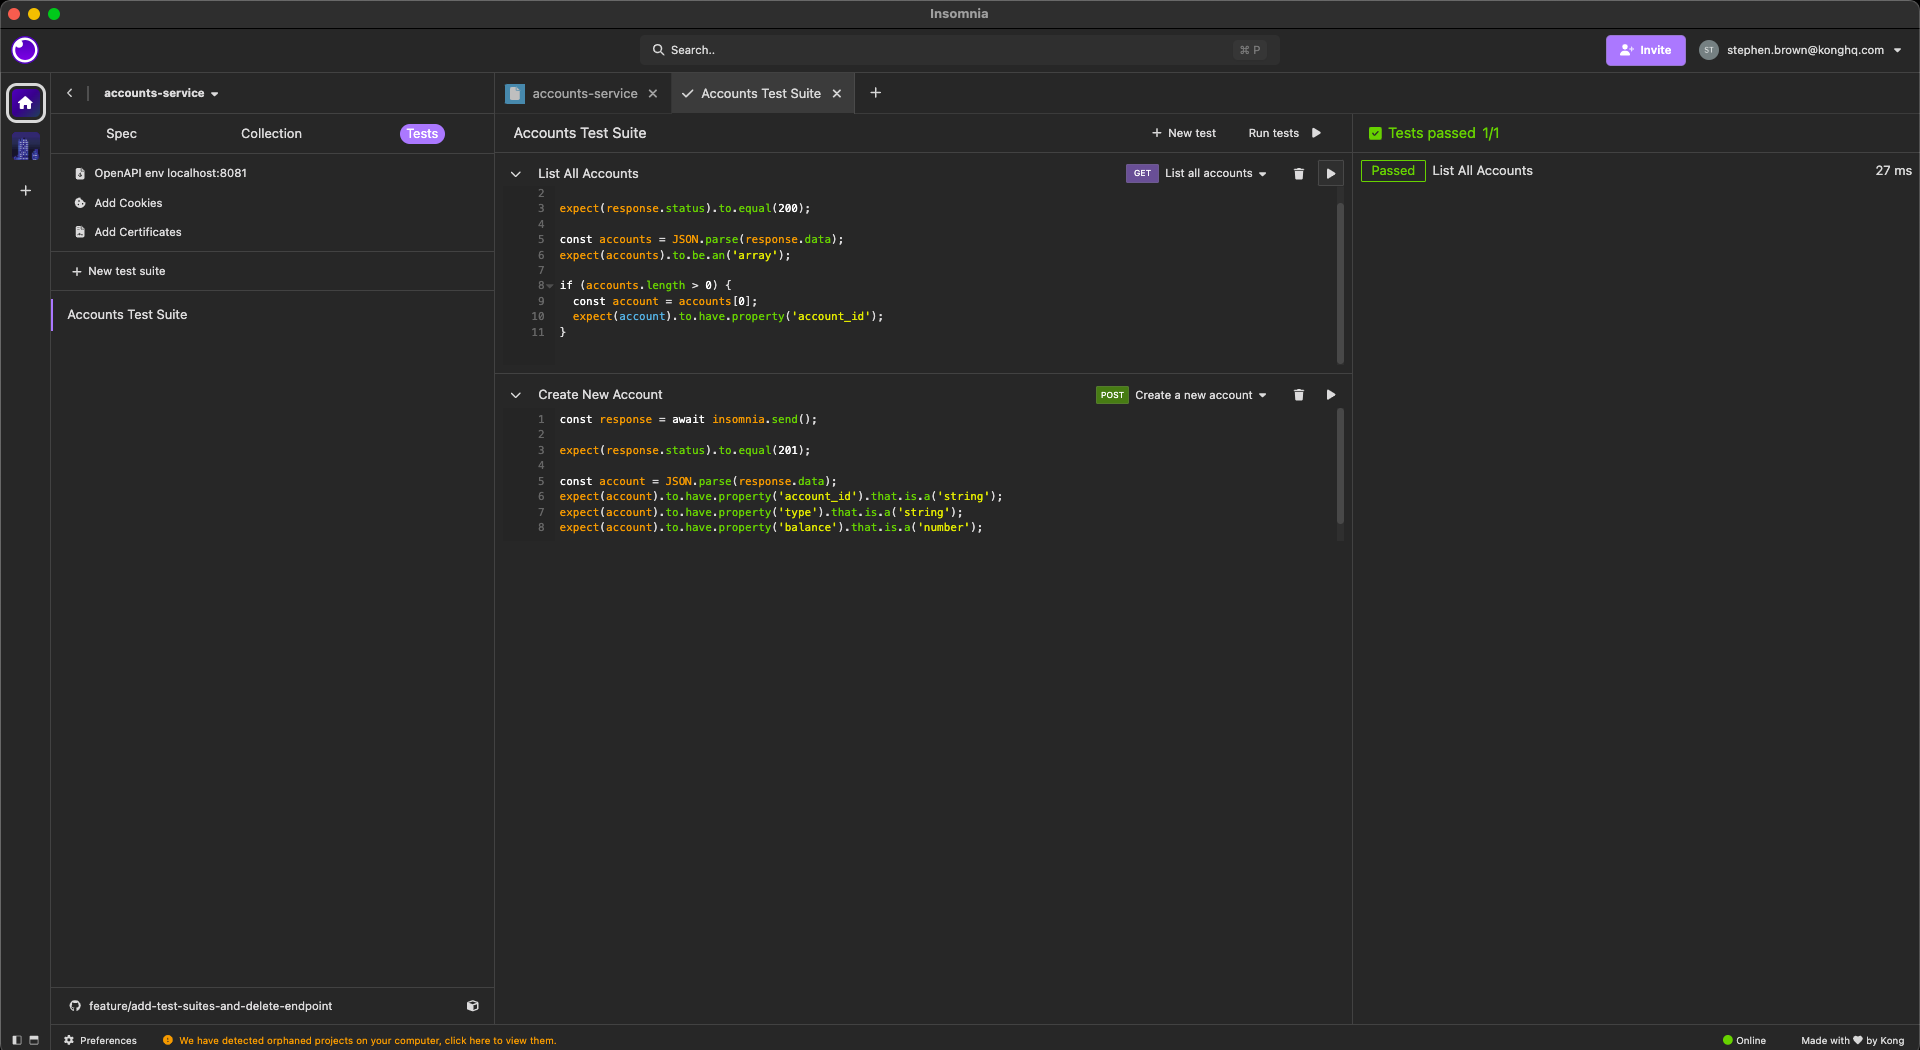 Insomnia
Search..
⌘ P
Invite
ST
stephen.brown@konghq.com
accounts-service
accounts-service
Accounts Test Suite
Spec
Collection
Tests
OpenAPI env localhost:8081
Add Cookies
Add Certificates
New test suite
Accounts Test Suite
Accounts Test Suite
New test
Run tests
List All Accounts
GET
List all accounts
2
3 expect(response.status).to.equal(200);
4
5 const accounts = JSON.parse(response.data);
6 expect(accounts).to.be.an('array');
7
8 if (accounts.length > 0) {
9 const account = accounts[0];
10 expect(account).to.have.property('account_id');
11 }
Create New Account
POST
Create a new account
1 const response = await insomnia.send();
2
3 expect(response.status).to.equal(201);
4
5 const account = JSON.parse(response.data);
6 expect(account).to.have.property('account_id').that.is.a('string');
7 expect(account).to.have.property('type').that.is.a('string');
8 expect(account).to.have.property('balance').that.is.a('number');
Tests passed 1/1
Passed
List All Accounts
27 ms
feature/add-test-suites-and-delete-endpoint
Preferences
We have detected orphaned projects on your computer, click here to view them.
Online
Made with ♥ by Kong